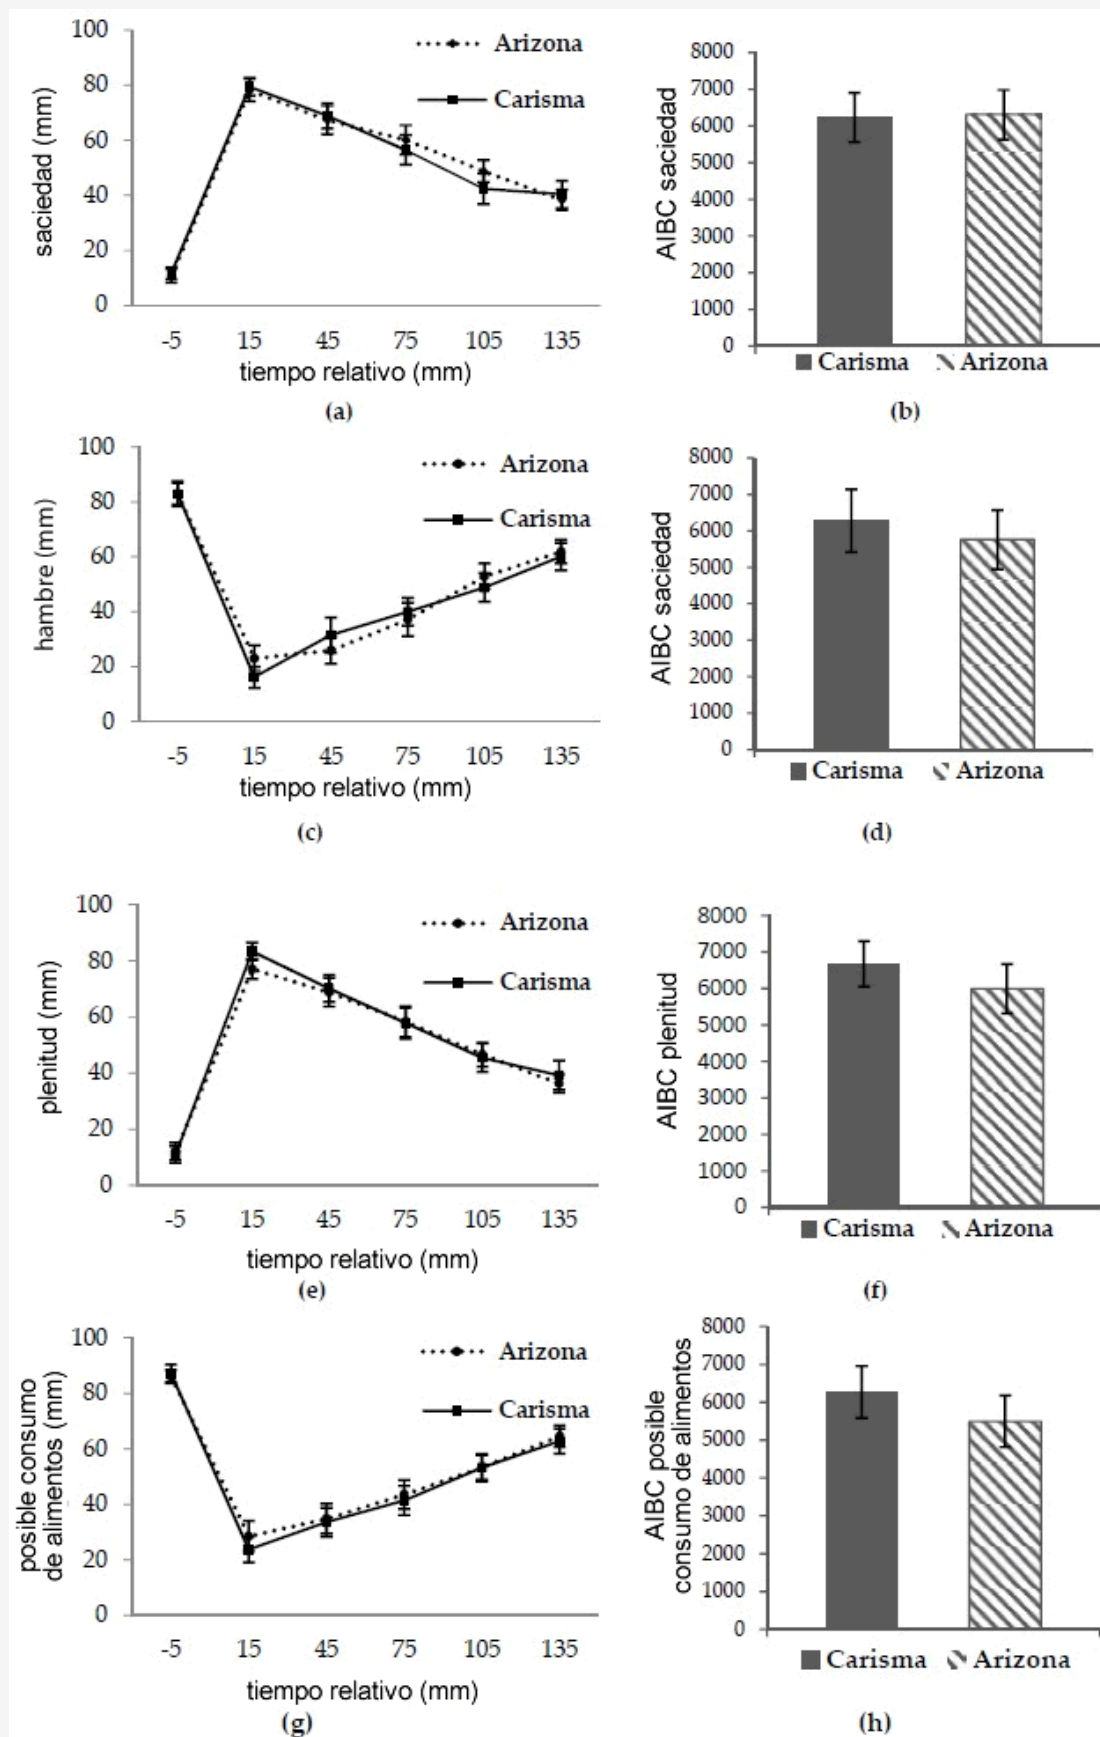 100
80
60
40
20
0
saciedad (mm)
Arizona
Carisma
-5 15 45 75 105 135
tiempo relativo (mm)
(a)
8000
7000
6000
5000
4000
3000
2000
1000
0
AIBC saciedad
Carisma Arizona
(b)
100
80
60
40
20
0
hambre (mm)
Arizona
Carisma
-5 15 45 75 105 135
tiempo relativo (mm)
(c)
8000
7000
6000
5000
4000
3000
2000
1000
0
AIBC saciedad
Carisma Arizona
(d)
100
80
60
40
20
0
plenitud (mm)
Arizona
Carisma
-5 15 45 75 105 135
tiempo relativo (mm)
(e)
8000
7000
6000
5000
4000
3000
2000
1000
0
AIBC plenitud
Carisma Arizona
(f)
100
80
60
40
20
0
posible consumo
de alimentos (mm)
Arizona
Carisma
-5 15 45 75 105 135
tiempo relativo (mm)
(g)
8000
7000
6000
5000
4000
3000
2000
1000
0
AIBC posible
consumo de alimentos
Carisma Arizona
(h)